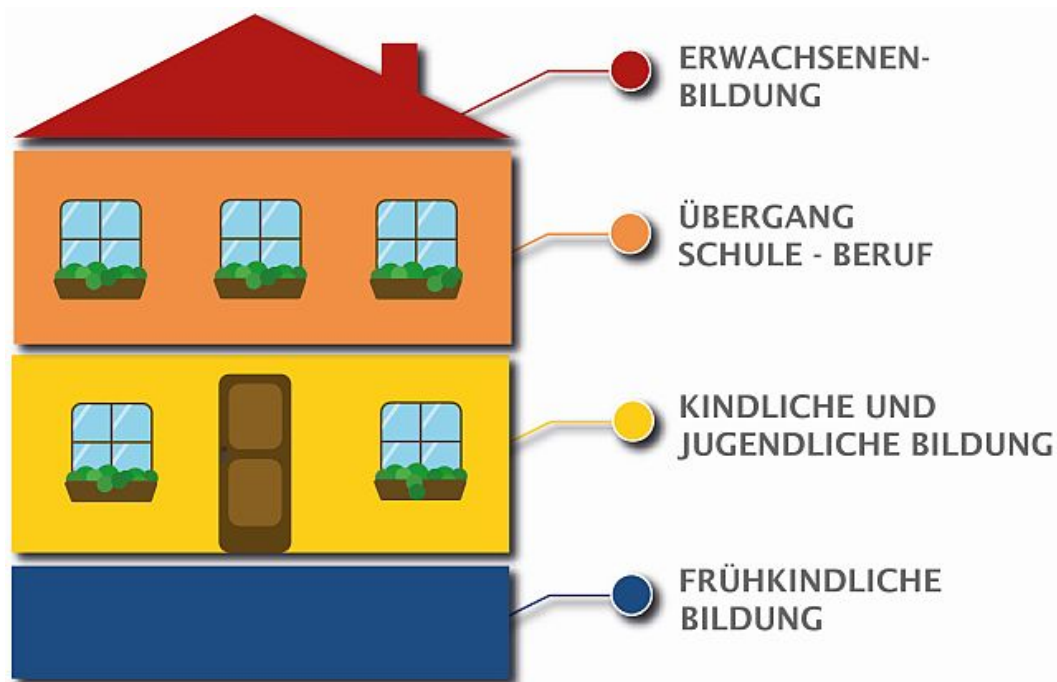 ERWACHSENEN-
BILDUNG
ÜBERGANG
SCHULE - BERUF
KINDLICHE UND
JUGENDLICHE BILDUNG
FRÜHKINDLICHE
BILDUNG